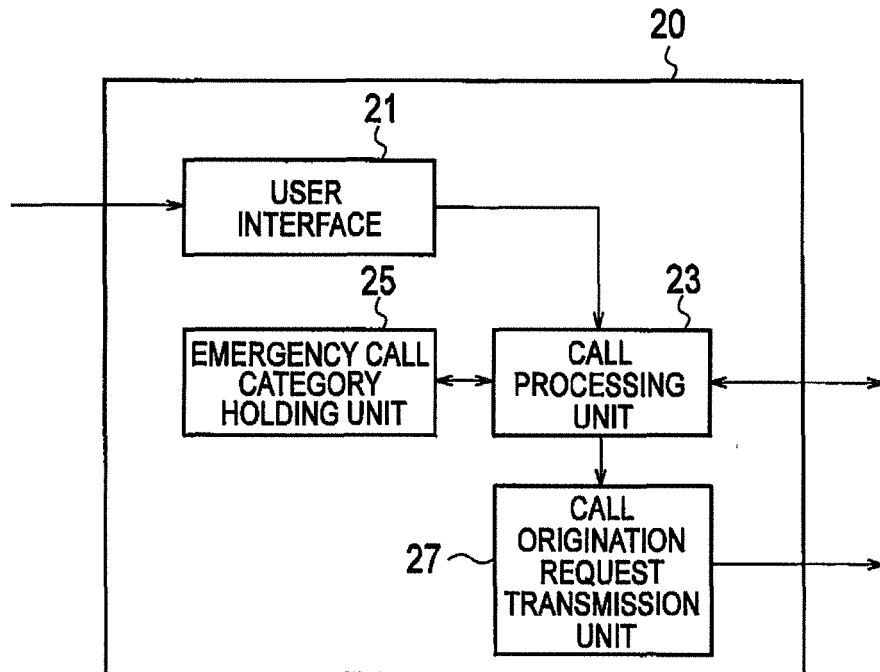 20
21
USER
INTERFACE
25
23
EMERGENCY CALL
CATEGORY
HOLDING UNIT
CALL
PROCESSING
UNIT
27
CALL
ORIGINATION
REQUEST
TRANSMISSION
UNIT